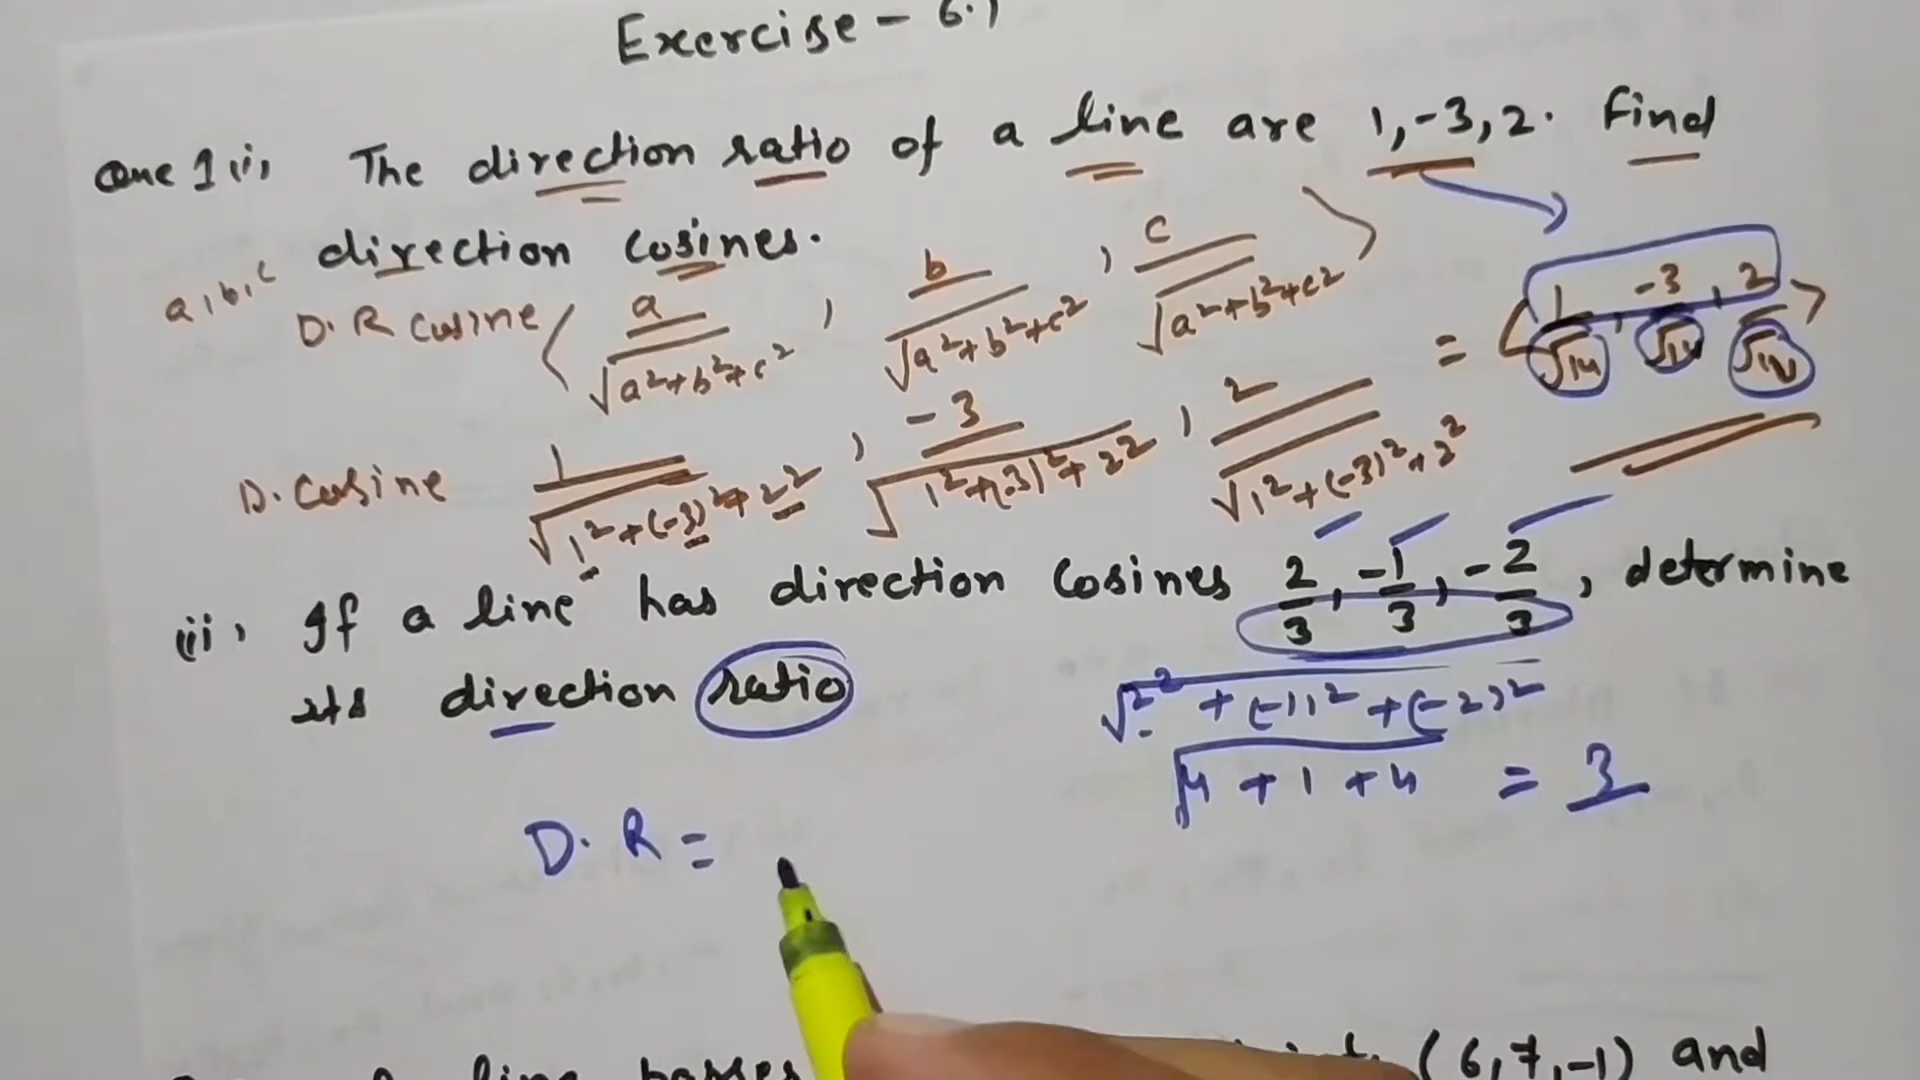 Exercise - 6.1
Que 1 (i) The direction ratio of a line are 1, -3, 2. Find
direction cosines.
a, b, c
D. R cosine < a/√a²+b²+c² , b/√a²+b²+c² , c/√a²+b²+c² >
= < 1/√14 , -3/√14 , 2/√14 >
D. cosine 1/√1²+(-3)²+2² , -3/√1²+(-3)²+2² , 2/√1²+(-3)²+2²
(ii) If a line has direction cosines 2/3, -1/3, -2/3, determine
its direction ratio
√2²+(-1)²+(-2)²
√4+1+4 = 3
D. R =
line passes (6, 7, -1) and